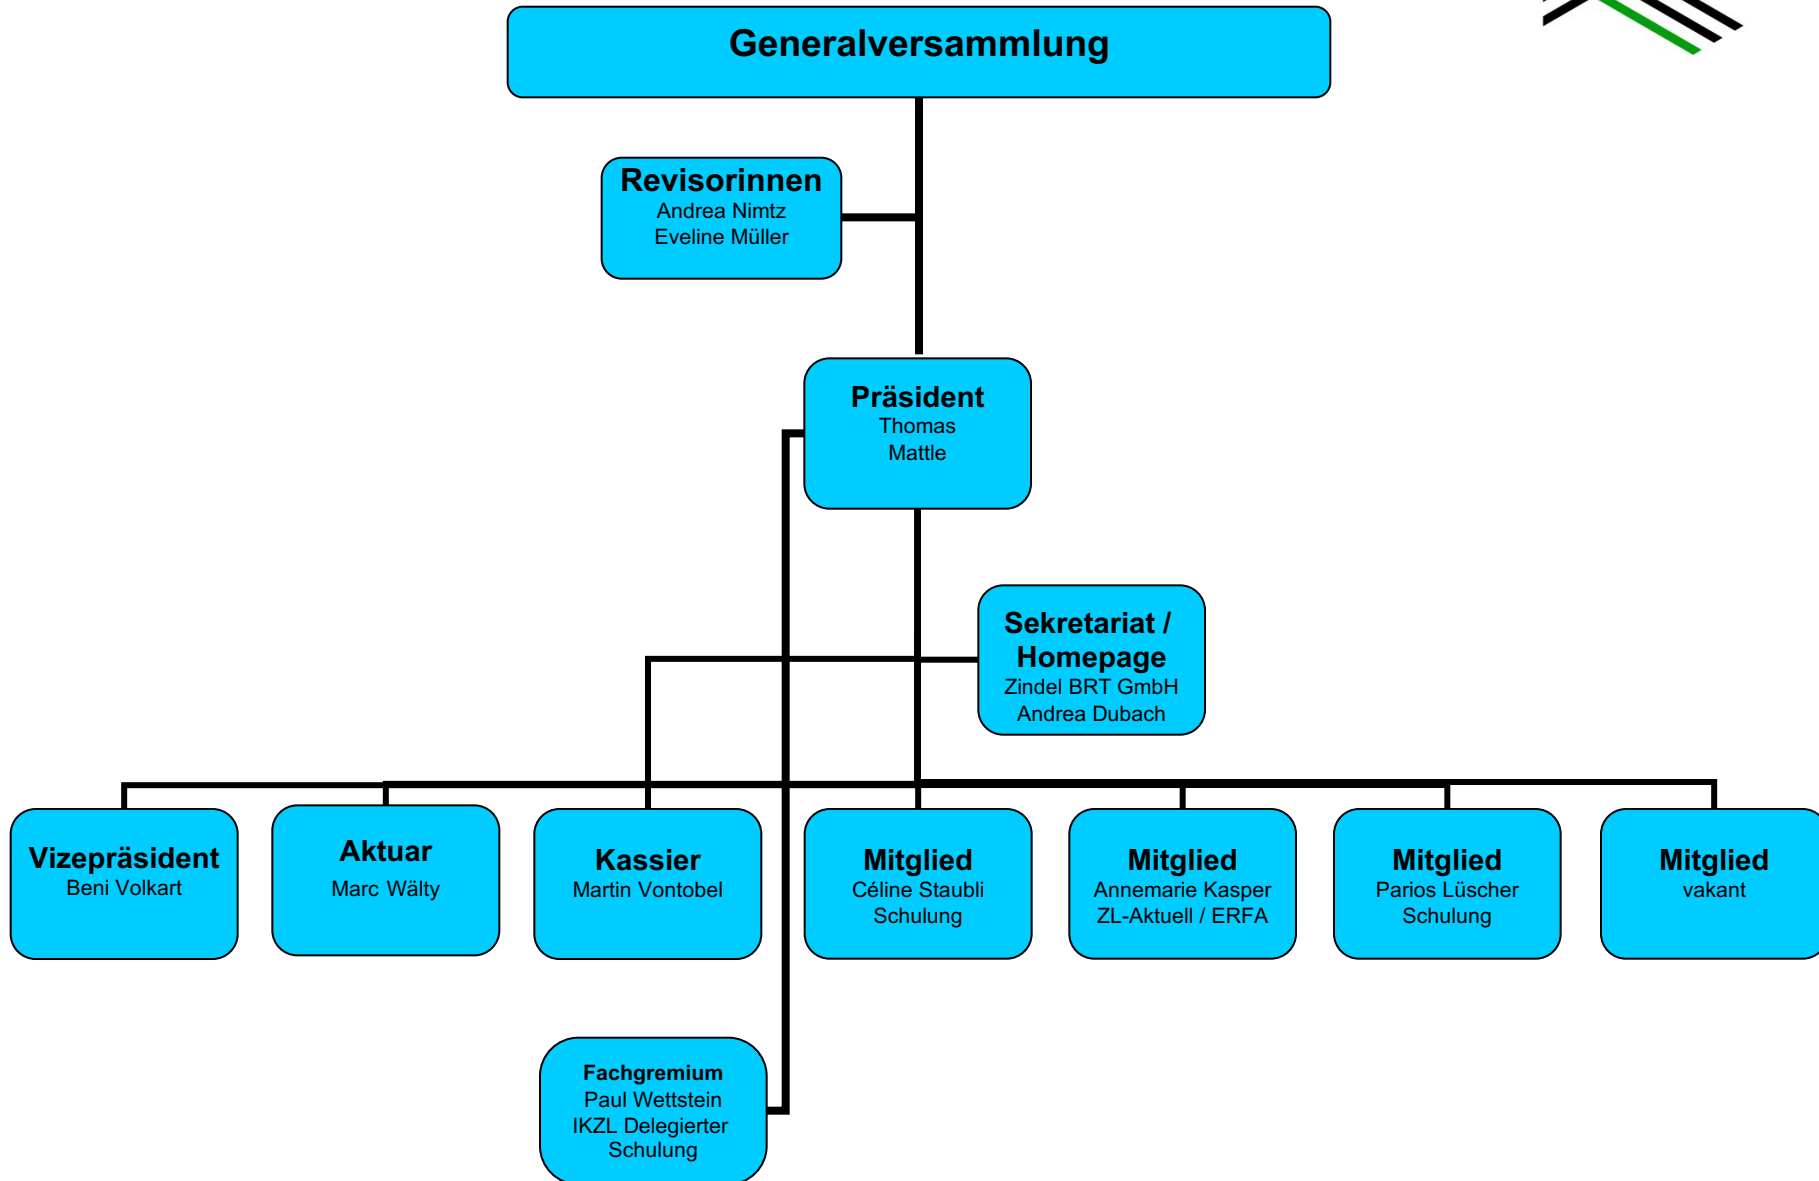 Generalversammlung
Revisorinnen
Andrea Nimtz
Eveline Müller
Präsident
Thomas
Mattle
Sekretariat /
Homepage
Zindel BRT GmbH
Andrea Dubach
Vizepräsident
Beni Volkart
Aktuar
Marc Wälty
Kassier
Martin Vontobel
Mitglied
Céline Staubli
Schulung
Mitglied
Annemarie Kasper
ZL-Aktuell / ERFA
Mitglied
Parios Lüscher
Schulung
Mitglied
vakant
Fachgremium
Paul Wettstein
IKZL Delegierter
Schulung